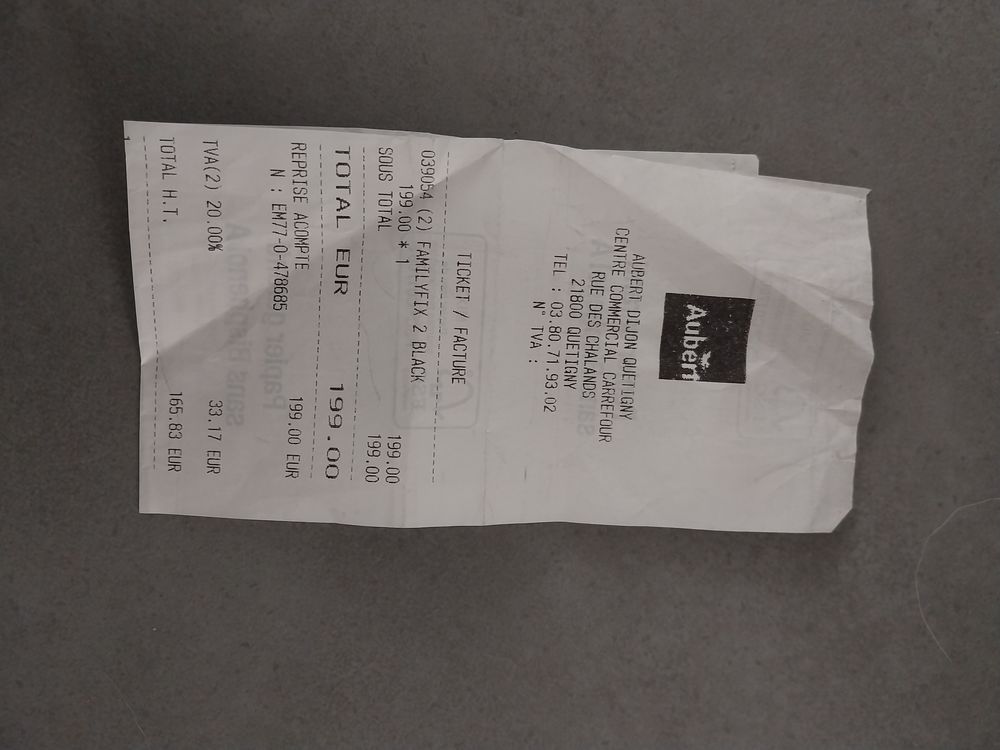 Aubert
AUBERT DIJON QUETIGNY
CENTRE COMMERCIAL CARREFOUR
RUE DES CHALANDS
21800 QUETIGNY
TEL : 03.80.71.93.02
N° TVA :
TICKET / FACTURE
039054 (2) FAMILYFIX 2 BLACK
199.00 * 1 199.00
SOUS TOTAL 199.00
TOTAL EUR 199.00
REPRISE ACOMPTE 199.00 EUR
N : EM77-0-478685
TVA(2) 20.00% 33.17 EUR
TOTAL H.T. 165.83 EUR